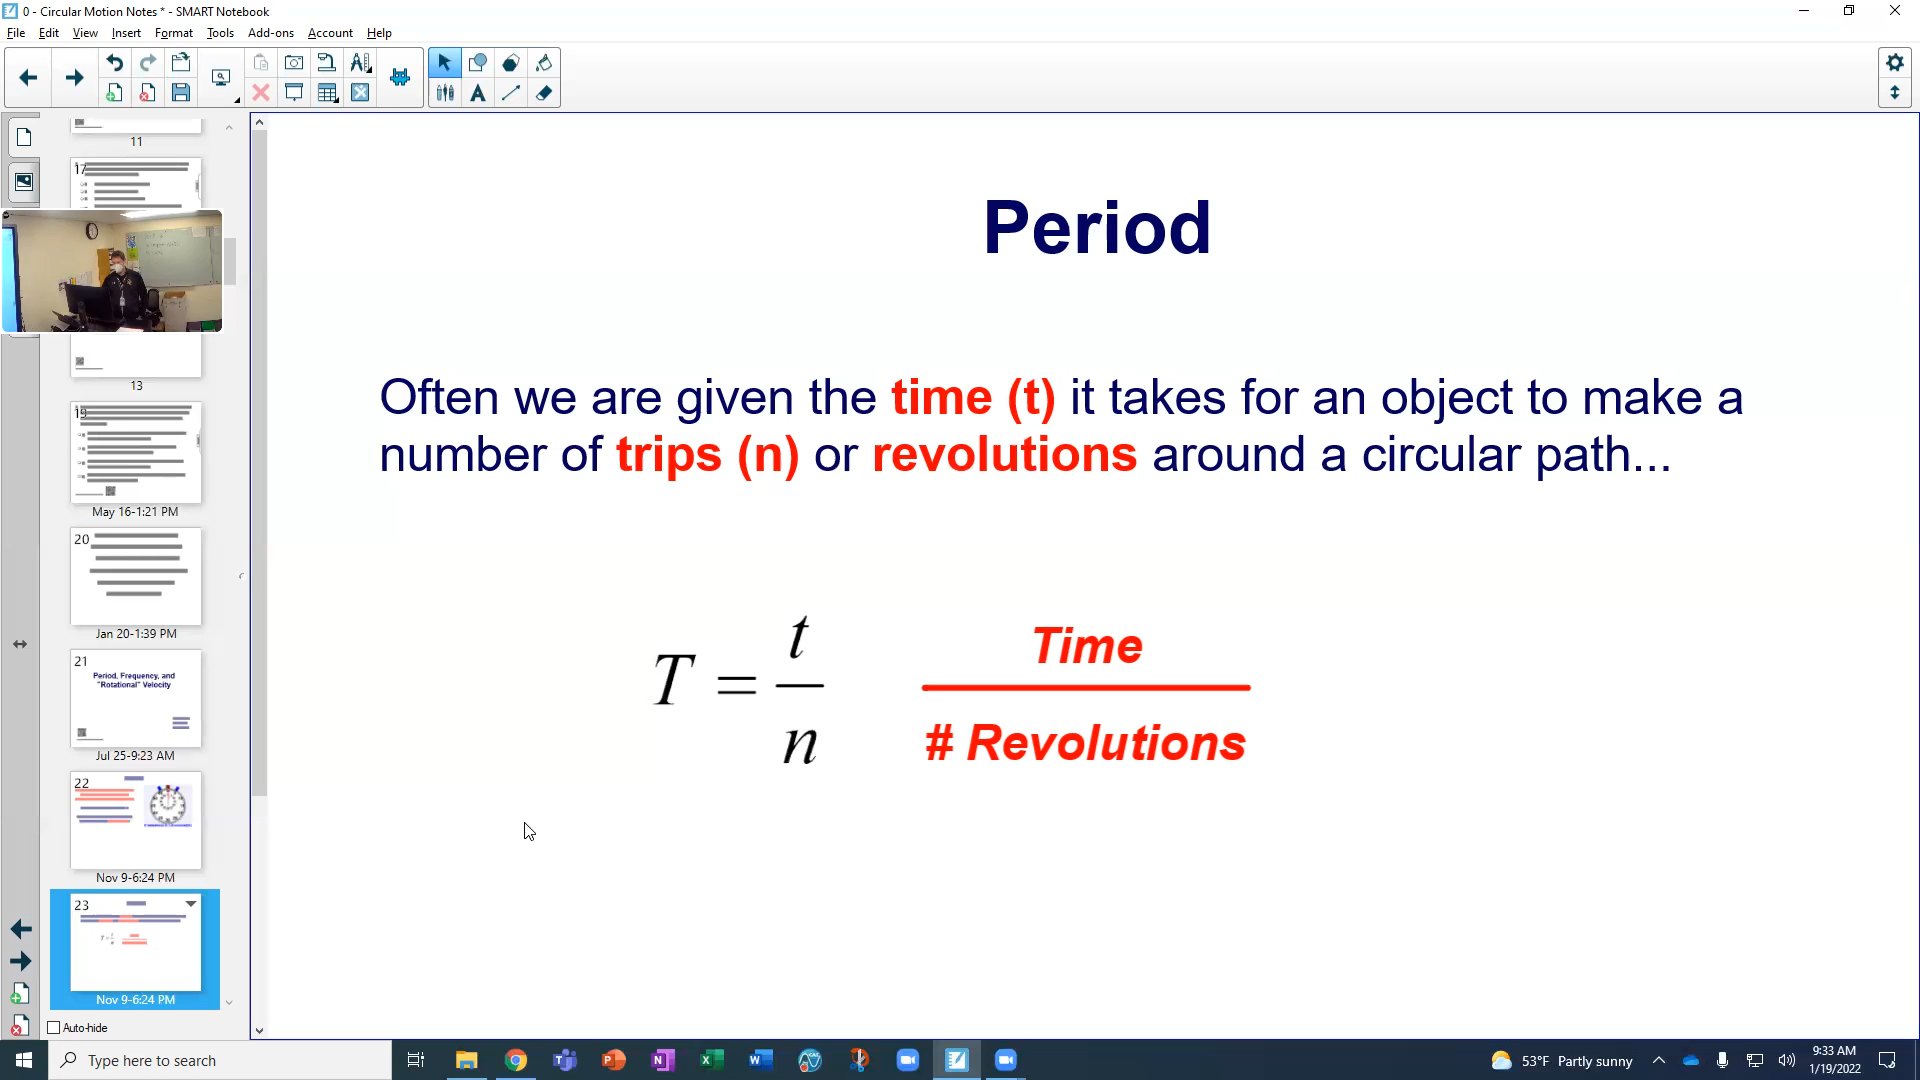 0 - Circular Motion Notes * - SMART Notebook
File Edit View Insert Format Tools Add-ons Account Help
11
17
13
19
May 16-1:21 PM
20
Jan 20-1:39 PM
21
Period, Frequency, and
"Rotational" Velocity
Jul 25-9:23 AM
22
Nov 9-6:24 PM
23
Nov 9-6:24 PM
Auto-hide
Period
Often we are given the time (t) it takes for an object to make a
number of trips (n) or revolutions around a circular path...
T = t / n
Time
# Revolutions
Type here to search
53°F Partly sunny
9:33 AM
1/19/2022